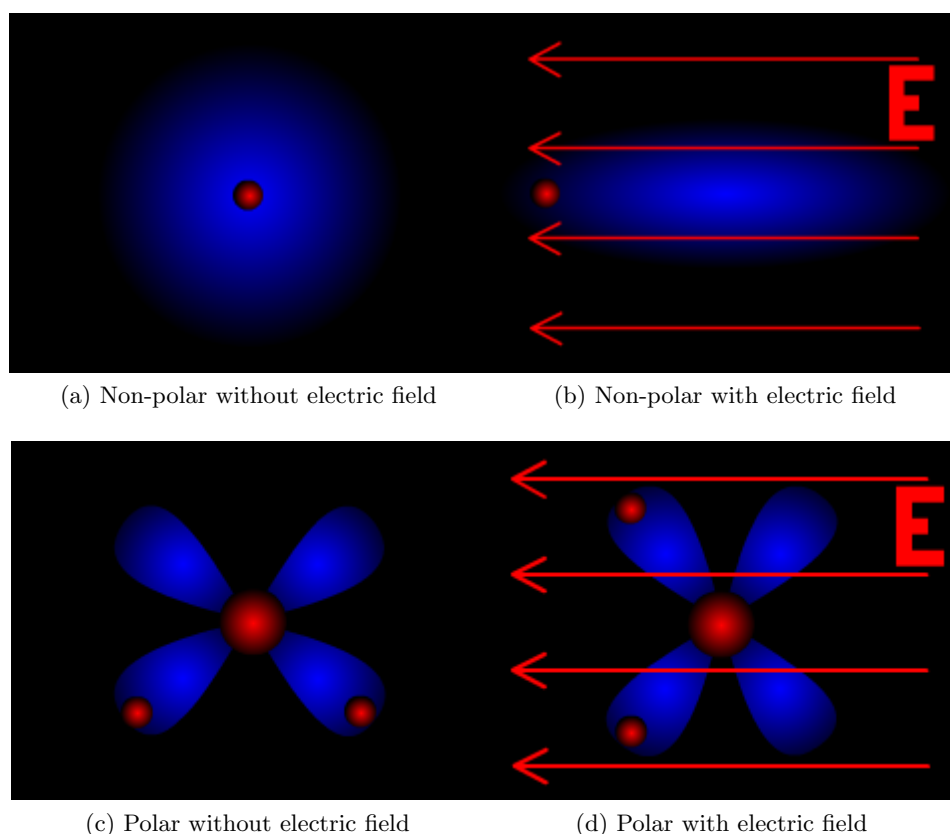 E
(a) Non-polar without electric field
(b) Non-polar with electric field
E
(c) Polar without electric field
(d) Polar with electric field